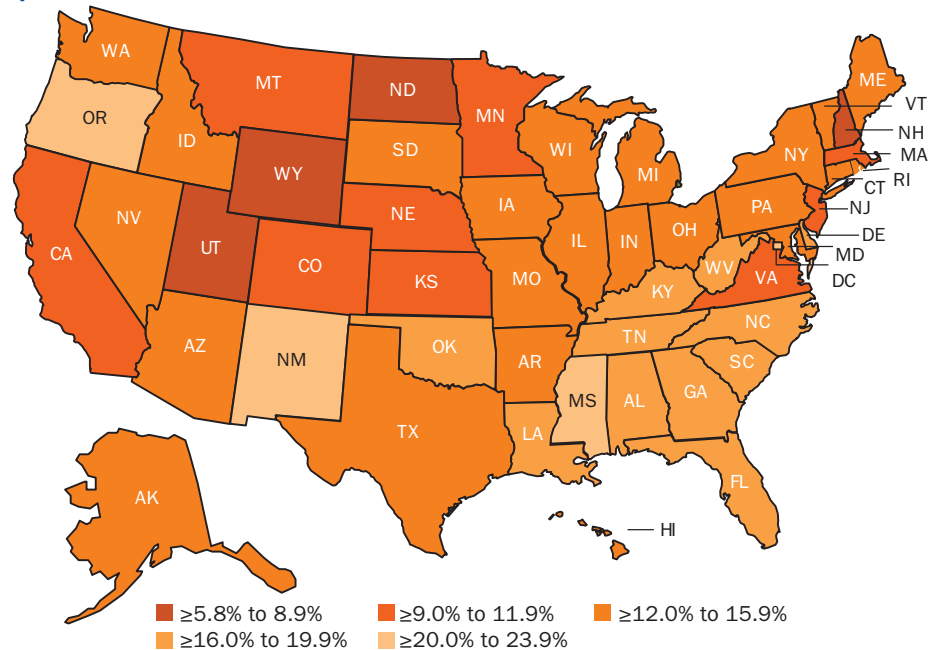 WA
MT
ND
MN
OR
ID
SD
WI
MI
NY
ME
VT
NH
MA
RI
CT
NJ
DE
MD
DC
WY
NE
IA
PA
NV
UT
CO
KS
MO
IL
IN
OH
WV
VA
KY
CA
AZ
NM
OK
AR
TN
NC
SC
MS
AL
GA
TX
LA
FL
AK
HI
≥5.8% to 8.9%
≥9.0% to 11.9%
≥12.0% to 15.9%
≥16.0% to 19.9%
≥20.0% to 23.9%